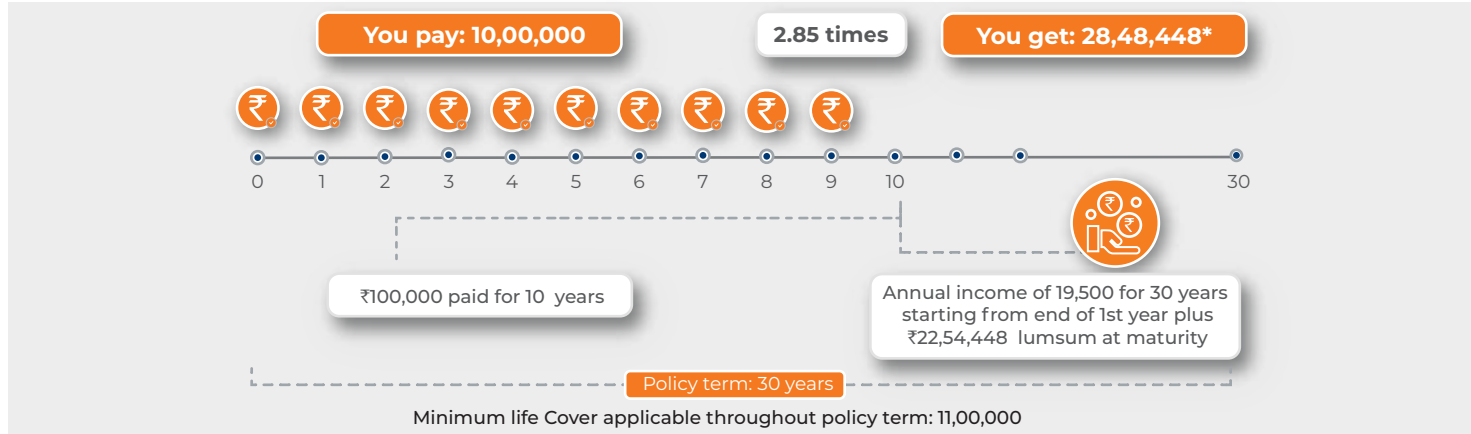 You pay: 10,00,000
2.85 times
You get: 28,48,448*
₹ ₹ ₹ ₹ ₹ ₹ ₹ ₹ ₹ ₹
0 1 2 3 4 5 6 7 8 9 10 30
₹ ₹
₹100,000 paid for 10 years
Annual income of 19,500 for 30 years
starting from end of 1st year plus
₹22,54,448 lumsum at maturity
Policy term: 30 years
Minimum life Cover applicable throughout policy term: 11,00,000